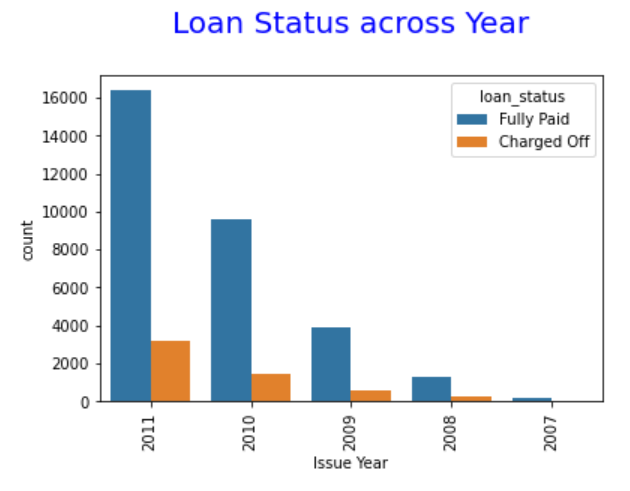 Loan Status across Year
loan_status
Fully Paid
Charged Off
16000
14000
12000
10000
8000
6000
4000
2000
0
count
2011
2010
2009
2008
2007
Issue Year